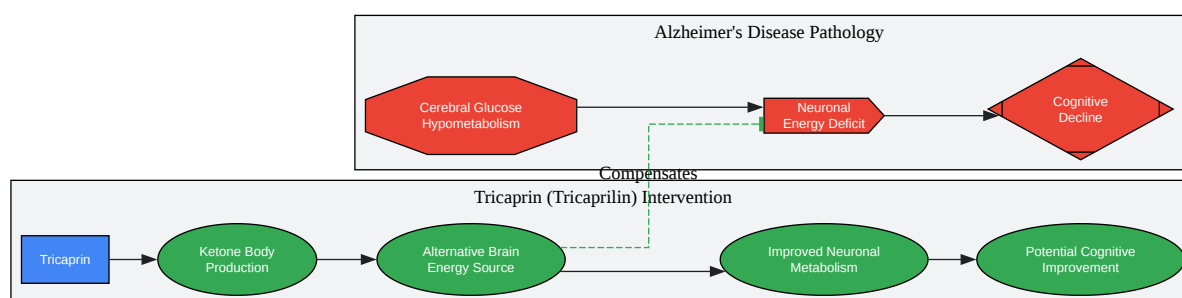 Alzheimer's Disease Pathology
Cerebral Glucose
Hypometabolism
Neuronal
Energy Deficit
Cognitive
Decline
Compensates
Tricaprin (Tricaprilin) Intervention
Tricaprin
Ketone Body
Production
Alternative Brain
Energy Source
Improved Neuronal
Metabolism
Potential Cognitive
Improvement